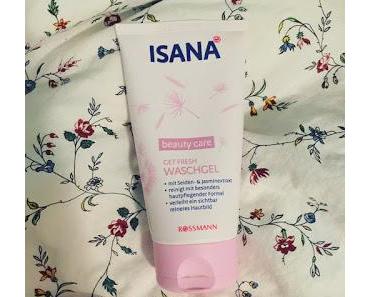 ISANA
beauty care
GET FRESH
WASCHGEL
• mit Seiden- & Jasminextrakt
• reinigt mit besonders
hautpflegender Formel
• verleiht ein sichtbar
reineres Hautbild
ROSSMANN